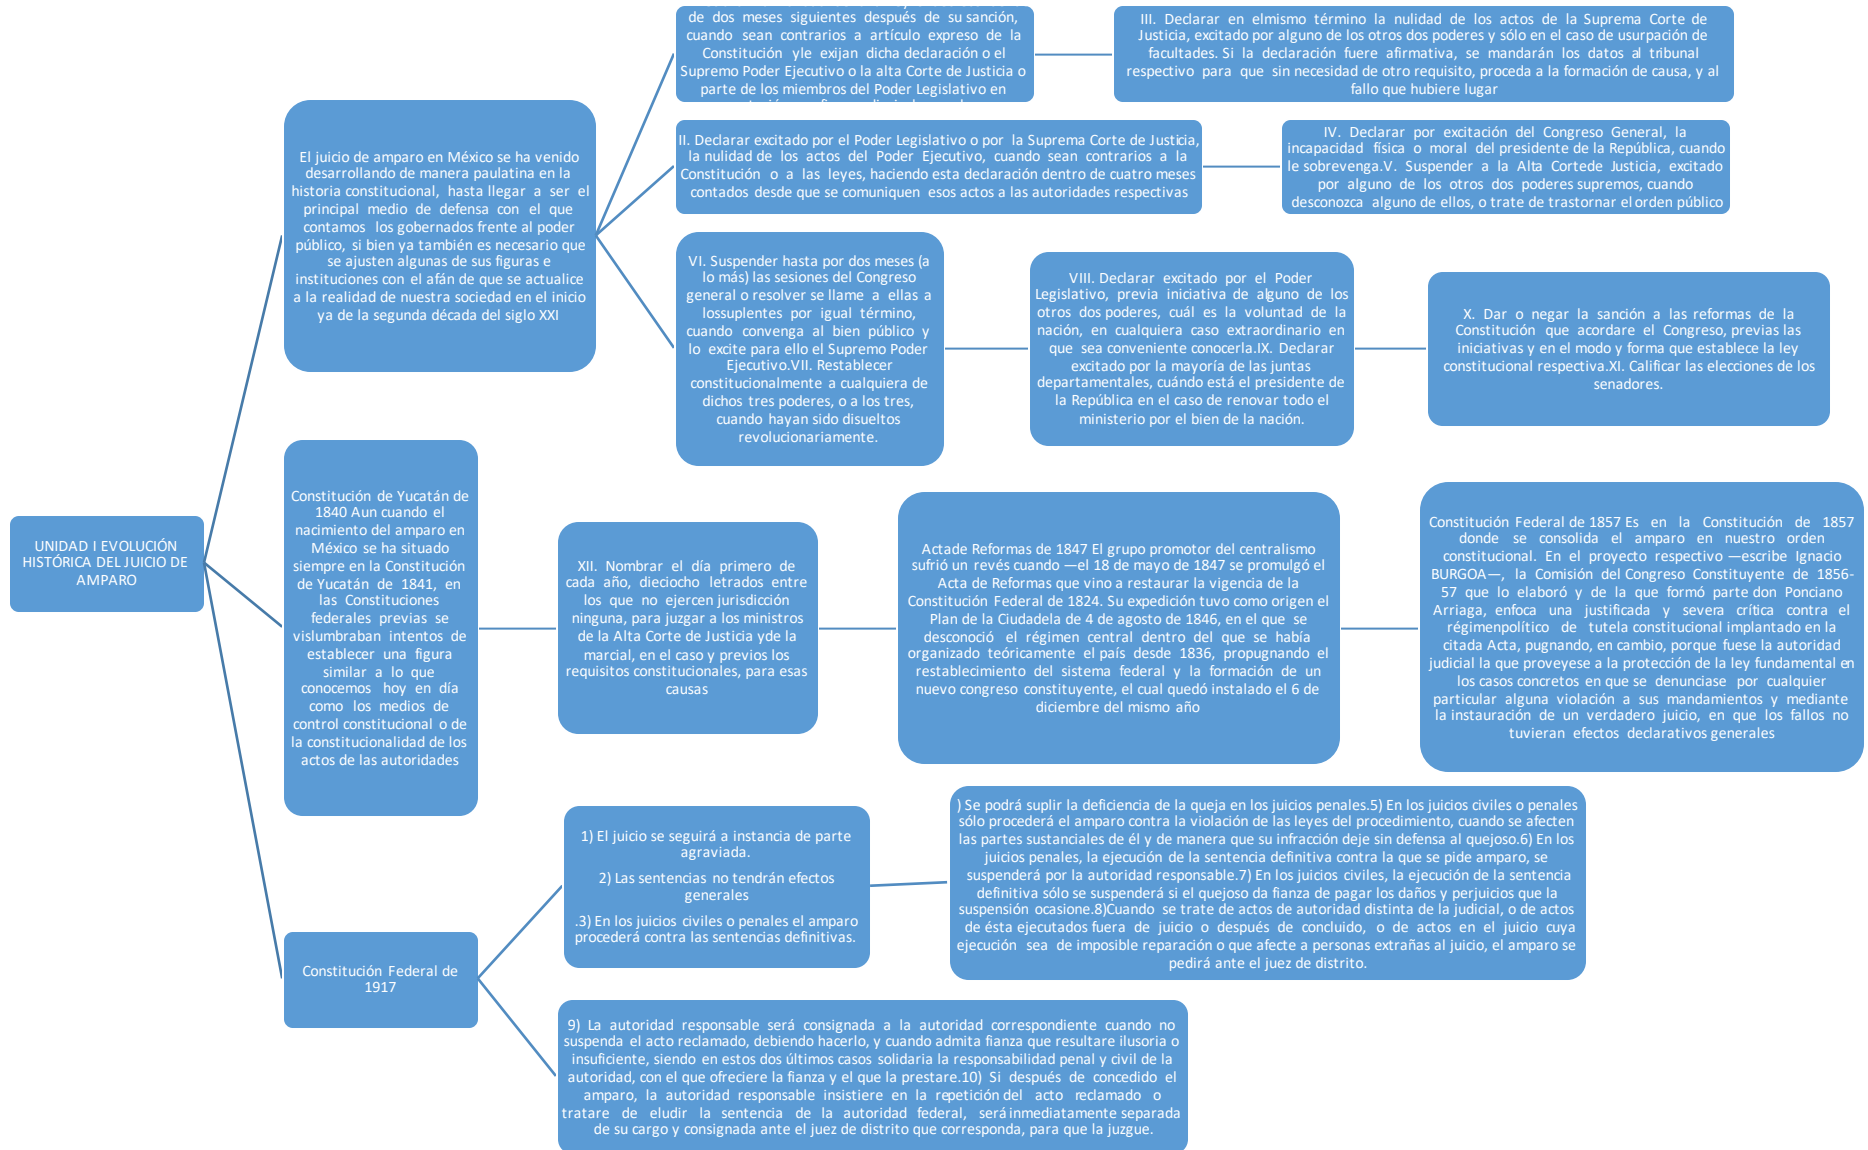 UNIDAD I EVOLUCIÓN
HISTÓRICA DEL JUICIO DE
AMPARO
El juicio de amparo en México se ha venido
desarrollando de manera paulatina en la
historia constitucional, hasta llegar a ser el
principal medio de defensa con el que
contamos los gobernados frente al poder
público, si bien ya también es necesario que
se ajusten algunas de sus figuras e
instituciones con el afán de que se actualice
a la realidad de nuestra sociedad en el inicio
ya de la segunda década del siglo XXI
de dos meses siguientes después de su sanción,
cuando sean contrarios a artículo expreso de la
Constitución yle exijan dicha declaración o el
Supremo Poder Ejecutivo o la alta Corte de Justicia o
parte de los miembros del Poder Legislativo en
III. Declarar en elmismo término la nulidad de los actos de la Suprema Corte de
Justicia, excitado por alguno de los otros dos poderes y sólo en el caso de usurpación de
facultades. Si la declaración fuere afirmativa, se mandarán los datos al tribunal
respectivo para que sin necesidad de otro requisito, proceda a la formación de causa, y al
fallo que hubiere lugar
II. Declarar excitado por el Poder Legislativo o por la Suprema Corte de Justicia,
la nulidad de los actos del Poder Ejecutivo, cuando sean contrarios a la
Constitución o a las leyes, haciendo esta declaración dentro de cuatro meses
contados desde que se comuniquen esos actos a las autoridades respectivas
IV. Declarar por excitación del Congreso General, la
incapacidad física o moral del presidente de la República, cuando
le sobrevenga.V. Suspender a la Alta Cortede Justicia, excitado
por alguno de los otros dos poderes supremos, cuando
desconozca alguno de ellos, o trate de trastornar el orden público
VI. Suspender hasta por dos meses (a
lo más) las sesiones del Congreso
general o resolver se llame a ellas a
lossuplentes por igual término,
cuando convenga al bien público y
lo excite para ello el Supremo Poder
Ejecutivo.VII. Restablecer
constitucionalmente a cualquiera de
dichos tres poderes, o a los tres,
cuando hayan sido disueltos
revolucionariamente.
VIII. Declarar excitado por el Poder
Legislativo, previa iniciativa de alguno de los
otros dos poderes, cuál es la voluntad de la
nación, en cualquiera caso extraordinario en
que sea conveniente conocerla.IX. Declarar
excitado por la mayoría de las juntas
departamentales, cuándo está el presidente de
la República en el caso de renovar todo el
ministerio por el bien de la nación.
X. Dar o negar la sanción a las reformas de la
Constitución que acordare el Congreso, previas las
iniciativas y en el modo y forma que establece la ley
constitucional respectiva.XI. Calificar las elecciones de los
senadores.
Constitución de Yucatán de
1840 Aun cuando el
nacimiento del amparo en
México se ha situado
siempre en la Constitución
de Yucatán de 1841, en
las Constituciones
federales previas se
vislumbraban intentos de
establecer una figura
similar a lo que
conocemos hoy en día
como los medios de
control constitucional o de
la constitucionalidad de los
actos de las autoridades
XII. Nombrar el día primero de
cada año, dieciocho letrados entre
los que no ejercen jurisdicción
ninguna, para juzgar a los ministros
de la Alta Corte de Justicia yde la
marcial, en el caso y previos los
requisitos constitucionales, para esas
causas
Actade Reformas de 1847 El grupo promotor del centralismo
sufrió un revés cuando —el 18 de mayo de 1847 se promulgó el
Acta de Reformas que vino a restaurar la vigencia de la
Constitución Federal de 1824. Su expedición tuvo como origen el
Plan de la Ciudadela de 4 de agosto de 1846, en el que se
desconoció el régimen central dentro del que se había
organizado teóricamente el país desde 1836, propugnando el
restablecimiento del sistema federal y la formación de un
nuevo congreso constituyente, el cual quedó instalado el 6 de
diciembre del mismo año
Constitución Federal de 1857 Es en la Constitución de 1857
donde se consolida el amparo en nuestro orden
constitucional. En el proyecto respectivo —escribe Ignacio
BURGOA—, la Comisión del Congreso Constituyente de 1856-
57 que lo elaboró y de la que formó parte don Ponciano
Arriaga, enfoca una justificada y severa crítica contra el
régimenpolítico de tutela constitucional implantado en la
citada Acta, pugnando, en cambio, porque fuese la autoridad
judicial la que proveyese a la protección de la ley fundamental en
los casos concretos en que se denunciase por cualquier
particular alguna violación a sus mandamientos y mediante
la instauración de un verdadero juicio, en que los fallos no
tuvieran efectos declarativos generales
Constitución Federal de
1917
1) El juicio se seguirá a instancia de parte
agraviada.
2) Las sentencias no tendrán efectos
generales
.3) En los juicios civiles o penales el amparo
procederá contra las sentencias definitivas.
) Se podrá suplir la deficiencia de la queja en los juicios penales.5) En los juicios civiles o penales
sólo procederá el amparo contra la violación de las leyes del procedimiento, cuando se afecten
las partes sustanciales de él y de manera que su infracción deje sin defensa al quejoso.6) En los
juicios penales, la ejecución de la sentencia definitiva contra la que se pide amparo, se
suspenderá por la autoridad responsable.7) En los juicios civiles, la ejecución de la sentencia
definitiva sólo se suspenderá si el quejoso da fianza de pagar los daños y perjuicios que la
suspensión ocasione.8)Cuando se trate de actos de autoridad distinta de la judicial, o de actos
de ésta ejecutados fuera de juicio o después de concluido, o de actos en el juicio cuya
ejecución sea de imposible reparación o que afecte a personas extrañas al juicio, el amparo se
pedirá ante el juez de distrito.
9) La autoridad responsable será consignada a la autoridad correspondiente cuando no
suspenda el acto reclamado, debiendo hacerlo, y cuando admita fianza que resultare ilusoria o
insuficiente, siendo en estos dos últimos casos solidaria la responsabilidad penal y civil de la
autoridad, con el que ofreciere la fianza y el que la prestare.10) Si después de concedido el
amparo, la autoridad responsable insistiere en la repetición del acto reclamado o
tratare de eludir la sentencia de la autoridad federal, será inmediatamente separada
de su cargo y consignada ante el juez de distrito que corresponda, para que la juzgue.